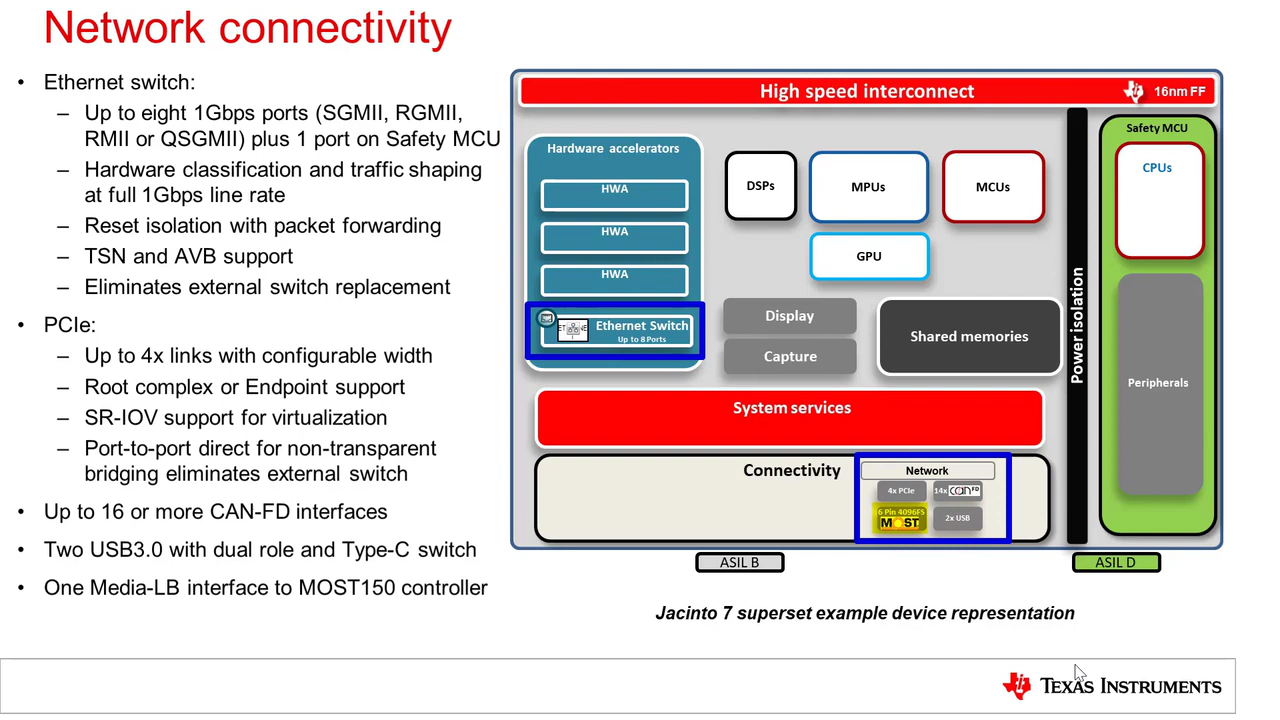 Network connectivity
• Ethernet switch:
– Up to eight 1Gbps ports (SGMII, RGMII,
RMII or QSGMII) plus 1 port on Safety MCU
– Hardware classification and traffic shaping
at full 1Gbps line rate
– Reset isolation with packet forwarding
– TSN and AVB support
– Eliminates external switch replacement
• PCIe:
– Up to 4x links with configurable width
– Root complex or Endpoint support
– SR-IOV support for virtualization
– Port-to-port direct for non-transparent
bridging eliminates external switch
• Up to 16 or more CAN-FD interfaces
• Two USB3.0 with dual role and Type-C switch
• One Media-LB interface to MOST150 controller
High speed interconnect
16nm FF
Hardware accelerators
HWA
HWA
HWA
Ethernet Switch
Up to 8 Ports
DSPs
MPUs
MCUs
GPU
Display
Capture
Shared memories
System services
Connectivity
Network
4x PCIe
14x CAN FD
6 Pin 4096FS
MOST
2x USB
Power isolation
Safety MCU
CPUs
Peripherals
ASIL B
ASIL D
Jacinto 7 superset example device representation
TEXAS INSTRUMENTS